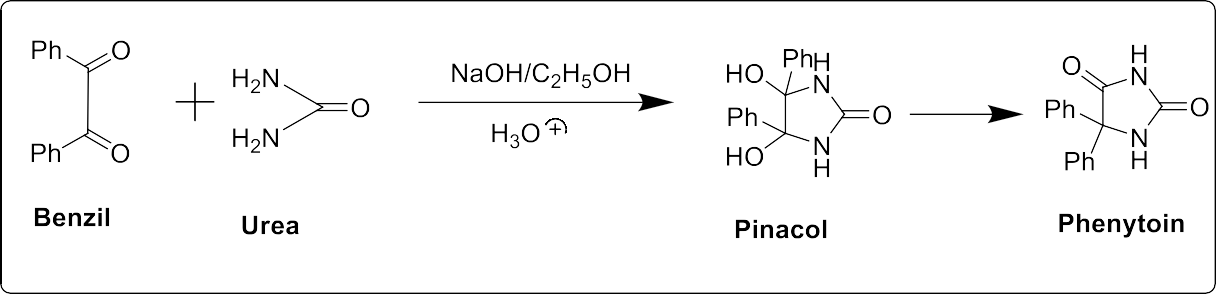 Ph
O
Ph
O
Benzil
H₂N
H₂N
O
Urea
NaOH/C₂H₅OH
H₃O⊕
HO
Ph
H
N
Ph
HO
N
H
O
Pinacol
O
H
N
Ph
Ph
N
H
O
Phenytoin